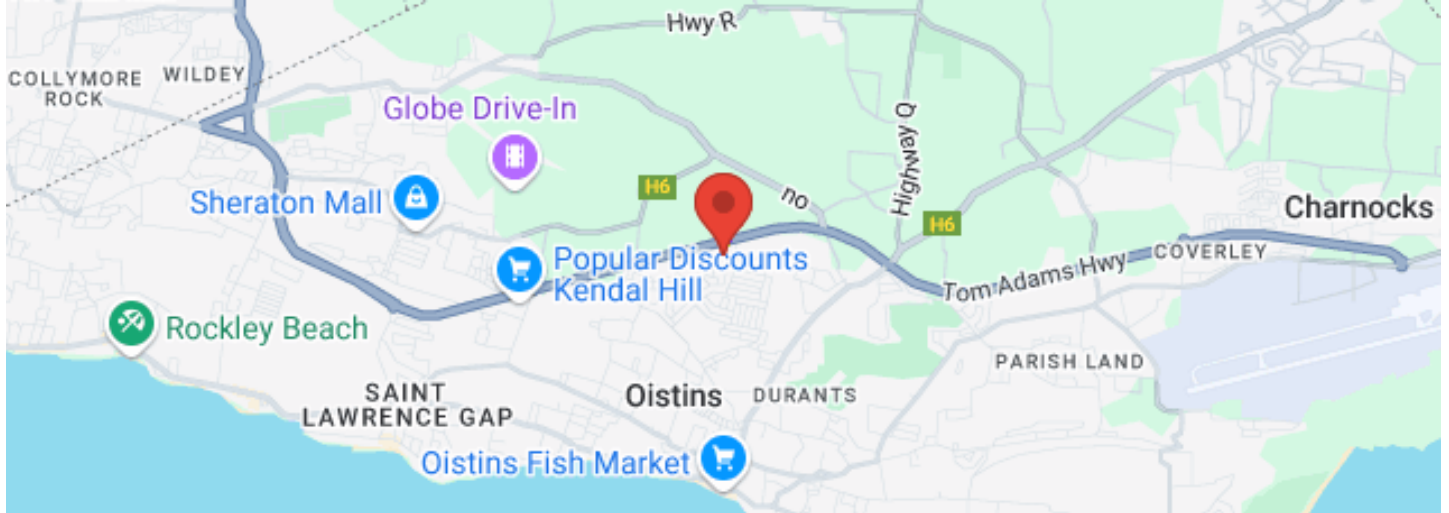 Hwy R
COLLYMORE
ROCK
WILDEY
Globe Drive-In
Highway Q
H6
no
Sheraton Mall
H6
Charnocks
COVERLEY
Popular Discounts
Kendal Hill
Tom Adams Hwy
Rockley Beach
PARISH LAND
SAINT
LAWRENCE GAP
Oistins
DURANTS
Oistins Fish Market